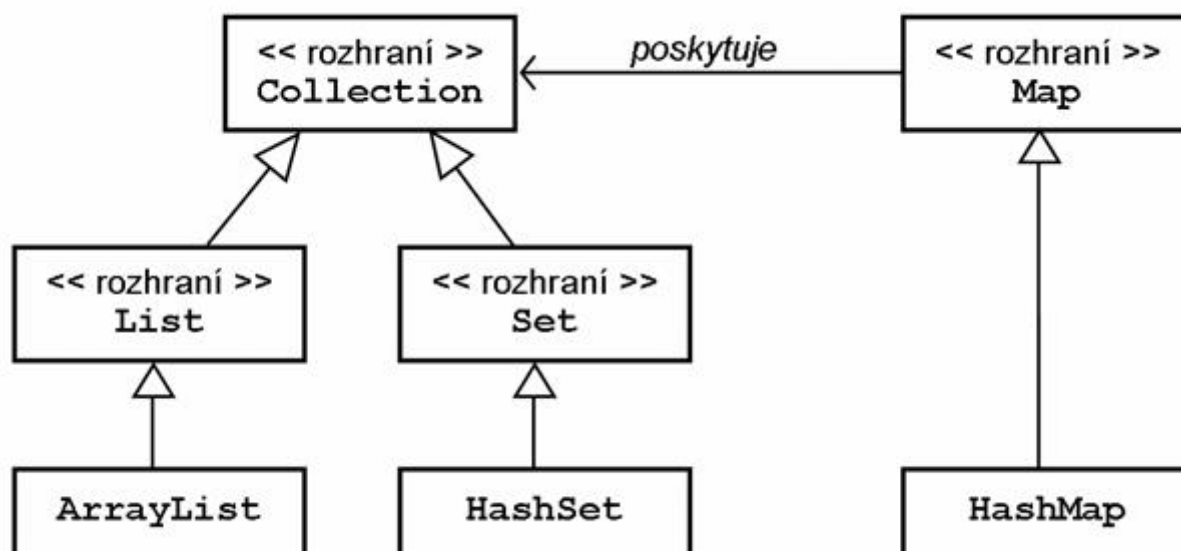 << rozhraní >>
Collection
poskytuje
<< rozhraní >>
Map
<< rozhraní >>
List
<< rozhraní >>
Set
ArrayList
HashSet
HashMap